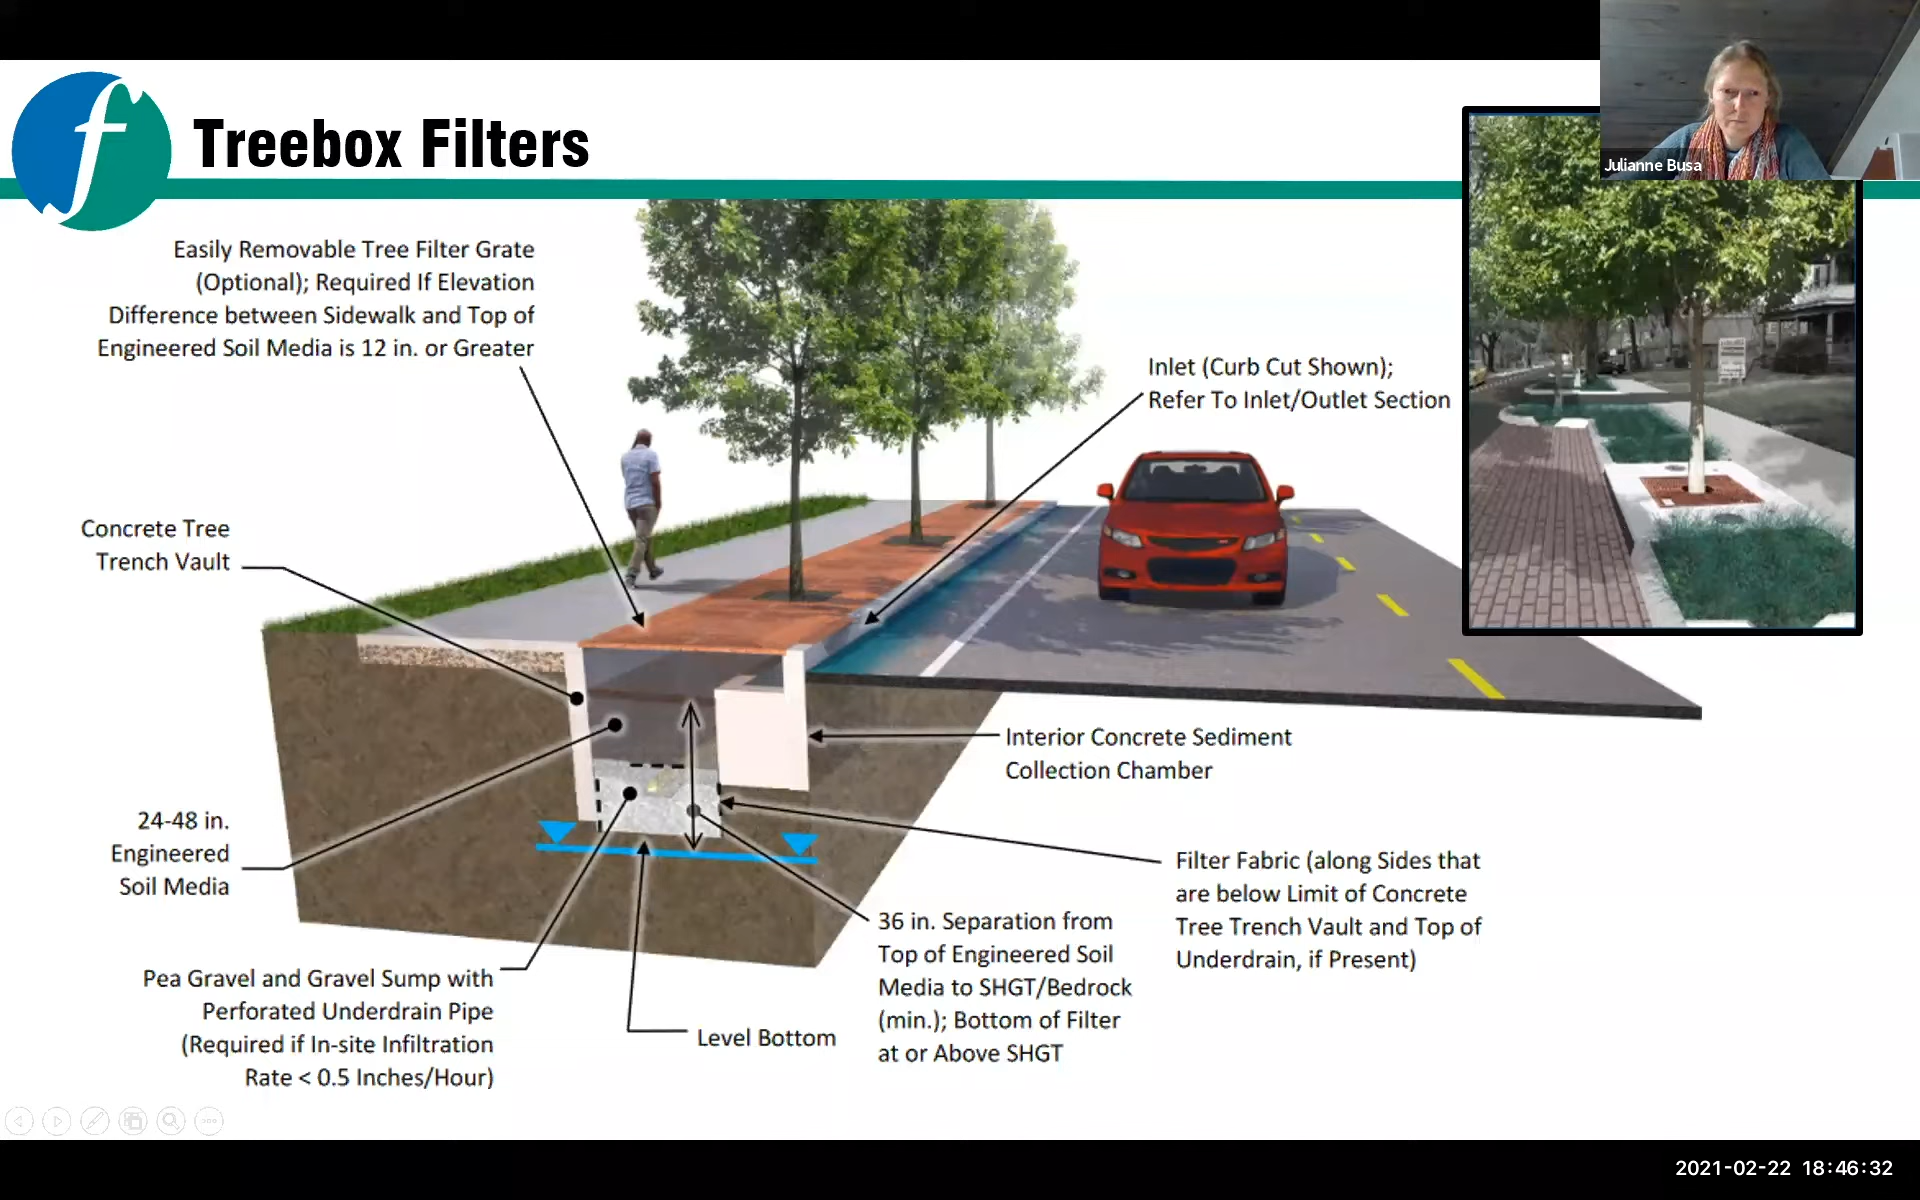 Julianne Busa
Treebox Filters
Easily Removable Tree Filter Grate
(Optional); Required If Elevation
Difference between Sidewalk and Top of
Engineered Soil Media is 12 in. or Greater
Inlet (Curb Cut Shown);
Refer To Inlet/Outlet Section
Concrete Tree
Trench Vault
Interior Concrete Sediment
Collection Chamber
24-48 in.
Engineered
Soil Media
Filter Fabric (along Sides that
are below Limit of Concrete
Tree Trench Vault and Top of
Underdrain, if Present)
36 in. Separation from
Top of Engineered Soil
Media to SHGT/Bedrock
(min.); Bottom of Filter
at or Above SHGT
Pea Gravel and Gravel Sump with
Perforated Underdrain Pipe
(Required if In-site Infiltration
Rate < 0.5 Inches/Hour)
Level Bottom
2021-02-22 18:46:32